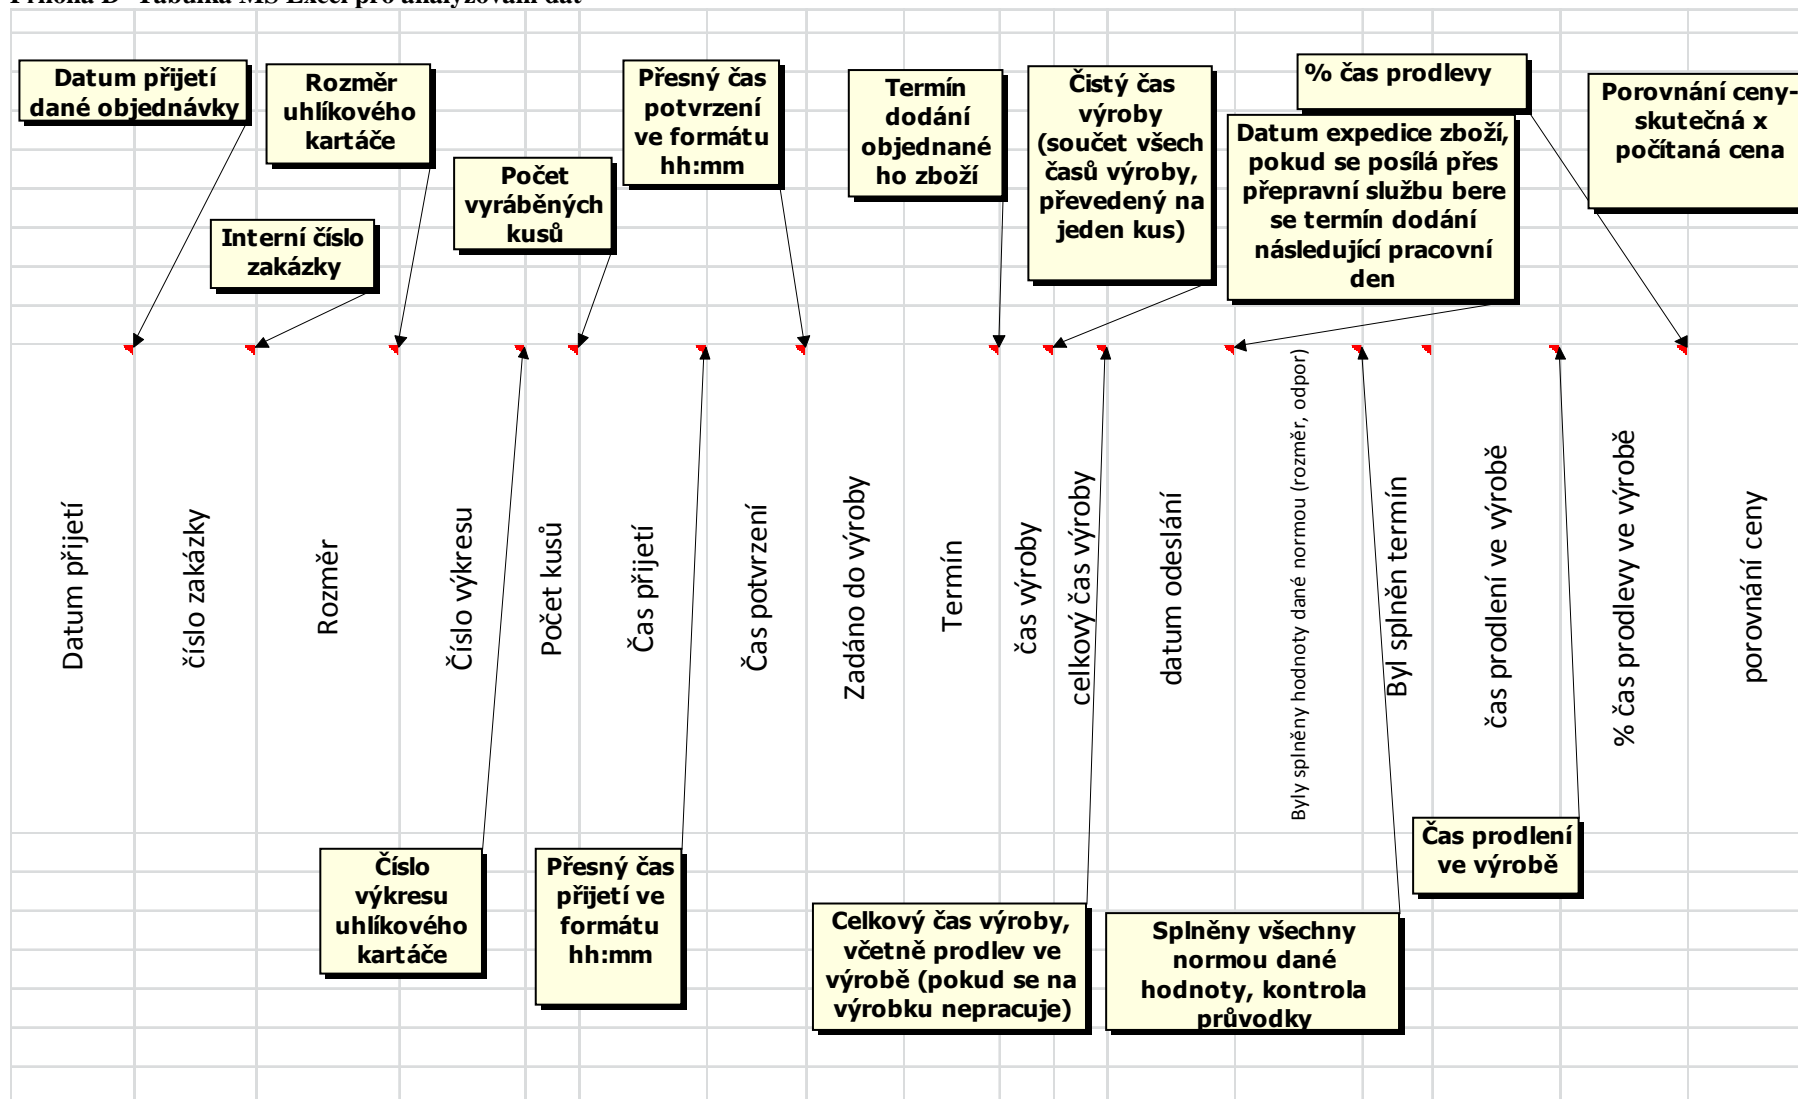 Příloha D Tabulka MS Excel pro analyzování dat
Datum přijetí
dané objednávky
Rozměr
uhlíkového
kartáče
Interní číslo
zakázky
Počet
vyráběných
kusů
Přesný čas
potvrzení
ve formátu
hh:mm
Termín
dodání
objednané
ho zboží
Čistý čas
výroby
(součet všech
časů výroby,
převedený na
jeden kus)
% čas prodlevy
Datum expedice zboží,
pokud se posílá přes
přepravní službu bere
se termín dodání
následující pracovní
den
Porovnání ceny-
skutečná x
počítaná cena
Datum přijetí
číslo zakázky
Rozměr
Číslo výkresu
Počet kusů
Čas přijetí
Čas potvrzení
Zadáno do výroby
Termín
čas výroby
celkový čas výroby
datum odeslání
Byly splněny hodnoty dané normou (rozměr, odpor)
Byl splněn termín
čas prodlení ve výrobě
% čas prodlevy ve výrobě
porovnání ceny
Číslo
výkresu
uhlíkového
kartáče
Přesný čas
přijetí ve
formátu
hh:mm
Celkový čas výroby,
včetně prodlev ve
výrobě (pokud se na
výrobku nepracuje)
Splněny všechny
normou dané
hodnoty, kontrola
průvodky
Čas prodlení
ve výrobě